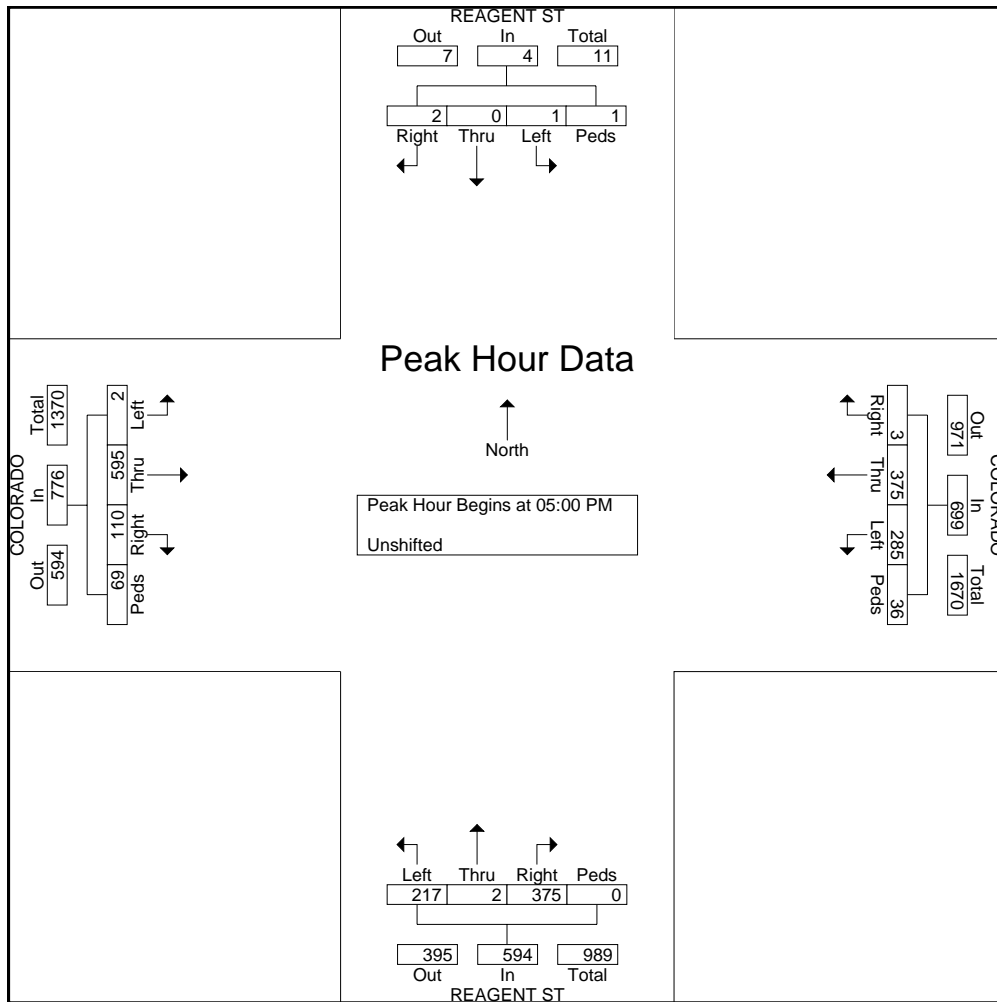 REAGENT ST
Out In Total
7 4 11
2 0 1 1
Right Thru Left Peds
Peak Hour Data
North
Peak Hour Begins at 05:00 PM
Unshifted
COLORADO
Out In Total
594 776 1370
69 110 595 2
Peds Right Thru Left
COLORADO
Out In Total
971 699 1670
3 375 285 36
Right Thru Left Peds
Left Thru Right Peds
217 2 375 0
395 594 989
Out In Total
REAGENT ST